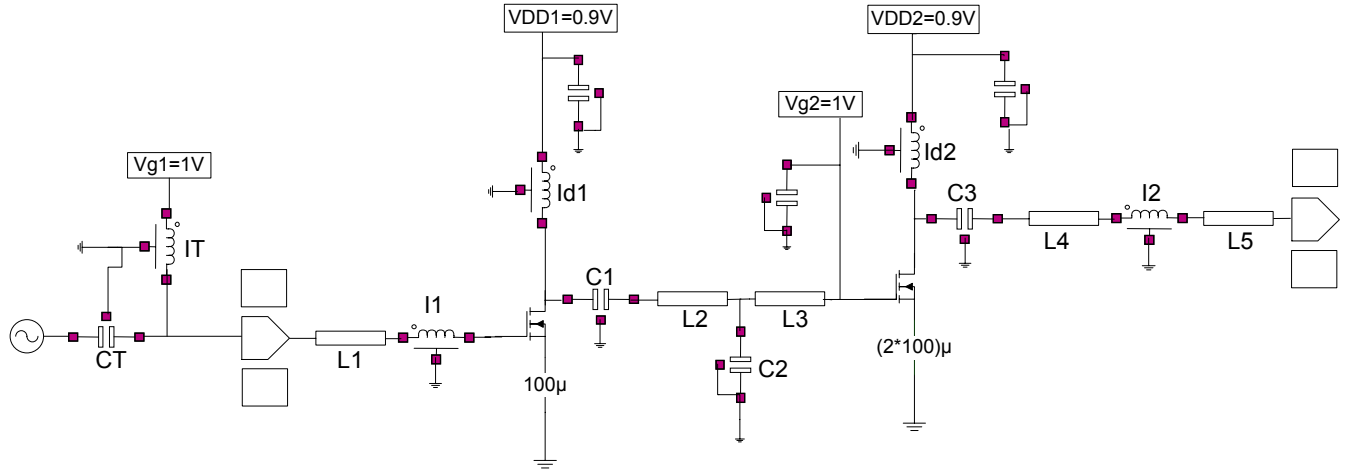 VDD1=0.9V
VDD2=0.9V
Vg2=1V
Vg1=1V
Id1
Id2
IT
CT
L1
I1
100µ
C1
L2
L3
C2
(2*100)µ
C3
L4
I2
L5